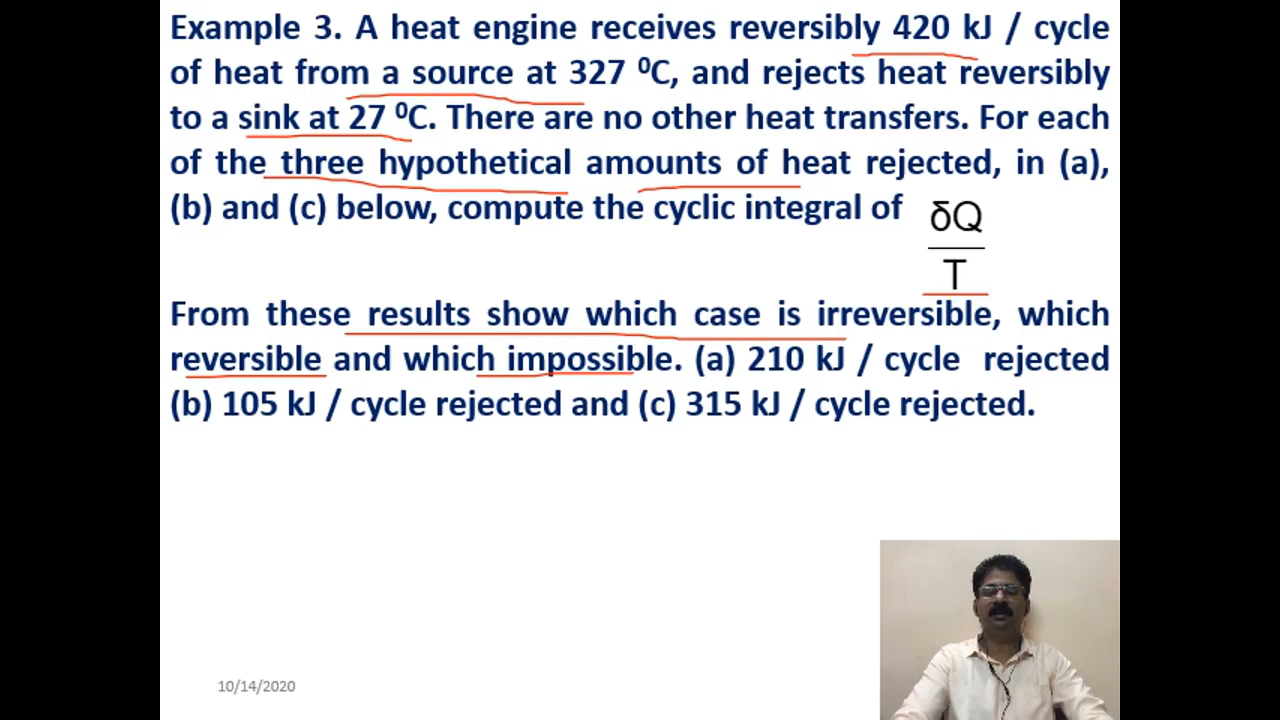 Example 3. A heat engine receives reversibly 420 kJ / cycle
of heat from a source at 327 ⁰C, and rejects heat reversibly
to a sink at 27 ⁰C. There are no other heat transfers. For each
of the three hypothetical amounts of heat rejected, in (a),
(b) and (c) below, compute the cyclic integral of
δQ
T
From these results show which case is irreversible, which
reversible and which impossible. (a) 210 kJ / cycle rejected
(b) 105 kJ / cycle rejected and (c) 315 kJ / cycle rejected.
10/14/2020